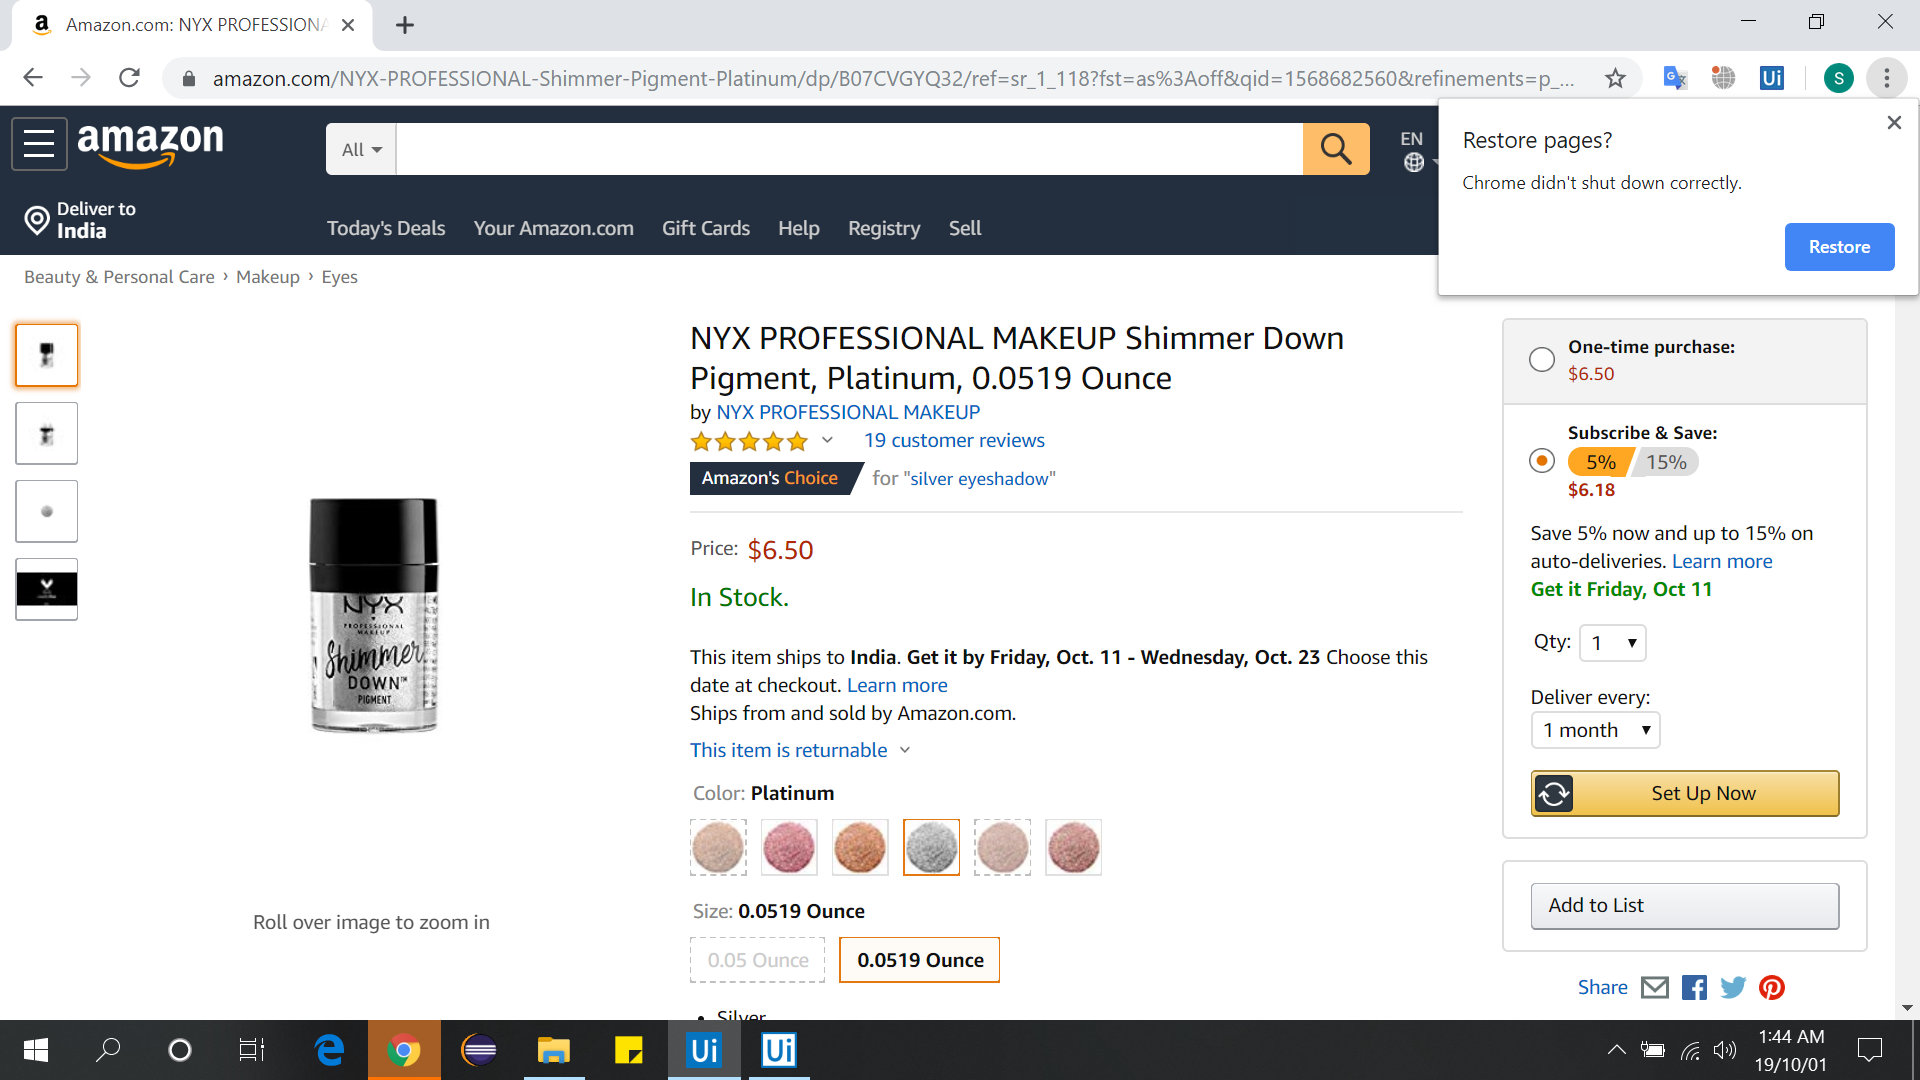 Amazon.com: NYX PROFESSIONA
amazon.com/NYX-PROFESSIONAL-Shimmer-Pigment-Platinum/dp/B07CVGYQ32/ref=sr_1_118?fst=as%3Aoff&qid=1568682560&refinements=p_...
Ui
S
Restore pages?
Chrome didn't shut down correctly.
Restore
amazon
All
EN
Deliver to
India
Today's Deals
Your Amazon.com
Gift Cards
Help
Registry
Sell
Beauty & Personal Care › Makeup › Eyes
NYX
PROFESSIONAL
MAKEUP
Shimmer
DOWN™
PIGMENT
Roll over image to zoom in
NYX PROFESSIONAL MAKEUP Shimmer Down
Pigment, Platinum, 0.0519 Ounce
by NYX PROFESSIONAL MAKEUP
19 customer reviews
Amazon's Choice for "silver eyeshadow"
Price: $6.50
In Stock.
This item ships to India. Get it by Friday, Oct. 11 - Wednesday, Oct. 23 Choose this
date at checkout. Learn more
Ships from and sold by Amazon.com.
This item is returnable
Color: Platinum
Size: 0.0519 Ounce
0.05 Ounce
0.0519 Ounce
• Silver
One-time purchase:
$6.50
Subscribe & Save:
5% 15%
$6.18
Save 5% now and up to 15% on
auto-deliveries. Learn more
Get it Friday, Oct 11
Qty: 1
Deliver every:
1 month
Set Up Now
Add to List
Share
Ui
Ui
1:44 AM
19/10/01